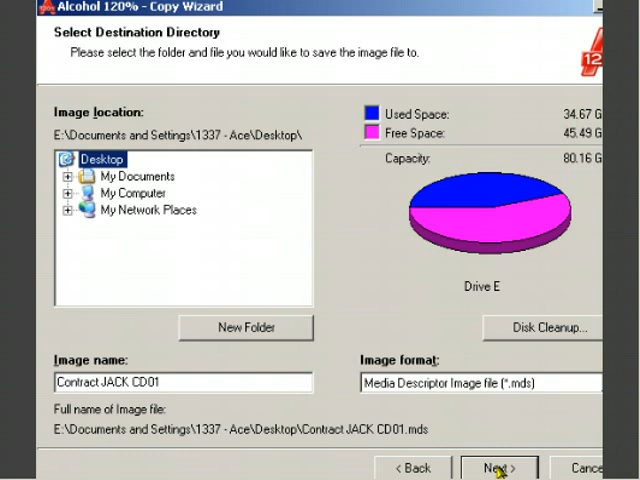 Alcohol 120% - Copy Wizard
Select Destination Directory
Please select the folder and file you would like to save the image file to.
12
Image location:
E:\Documents and Settings\1337 - Ace\Desktop\
Desktop
My Documents
My Computer
My Network Places
Used Space: 34.67 G
Free Space: 45.49 G
Capacity: 80.16 G
Drive E
New Folder
Disk Cleanup...
Image name:
Contract JACK CD01
Image format:
Media Descriptor Image file (*.mds)
Full name of Image file:
E:\Documents and Settings\1337 - Ace\Desktop\Contract JACK CD01.mds
< Back
Next >
Cance